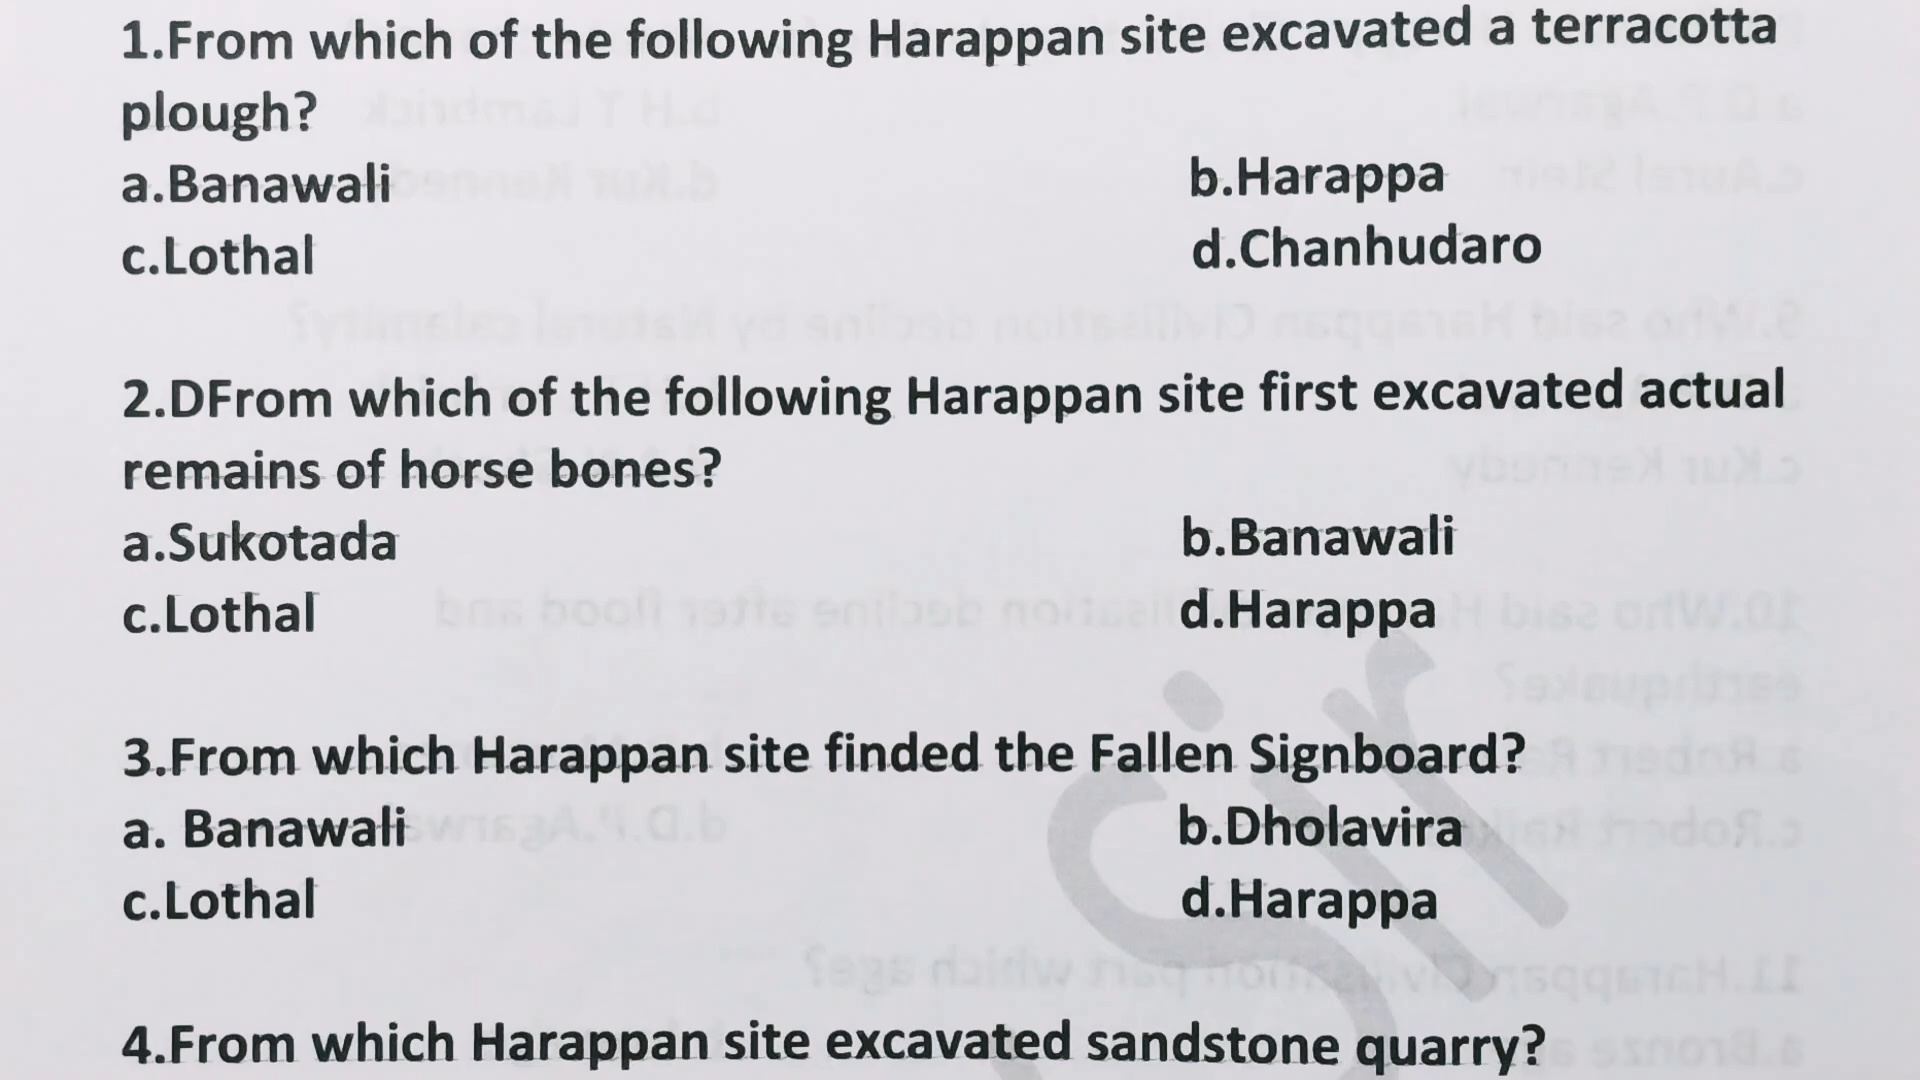 1.From which of the following Harappan site excavated a terracotta
plough?
a.Banawali b.Harappa
c.Lothal d.Chanhudaro
2.DFrom which of the following Harappan site first excavated actual
remains of horse bones?
a.Sukotada b.Banawali
c.Lothal d.Harappa
3.From which Harappan site finded the Fallen Signboard?
a. Banawali b.Dholavira
c.Lothal d.Harappa
4.From which Harappan site excavated sandstone quarry?
Sir